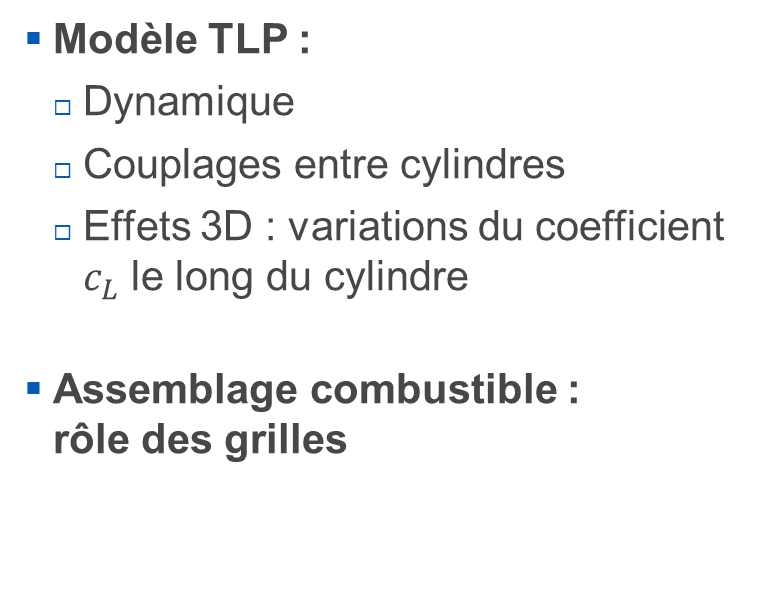 ▪ Modèle TLP :
□ Dynamique
□ Couplages entre cylindres
□ Effets 3D : variations du coefficient
c_L le long du cylindre
▪ Assemblage combustible :
rôle des grilles